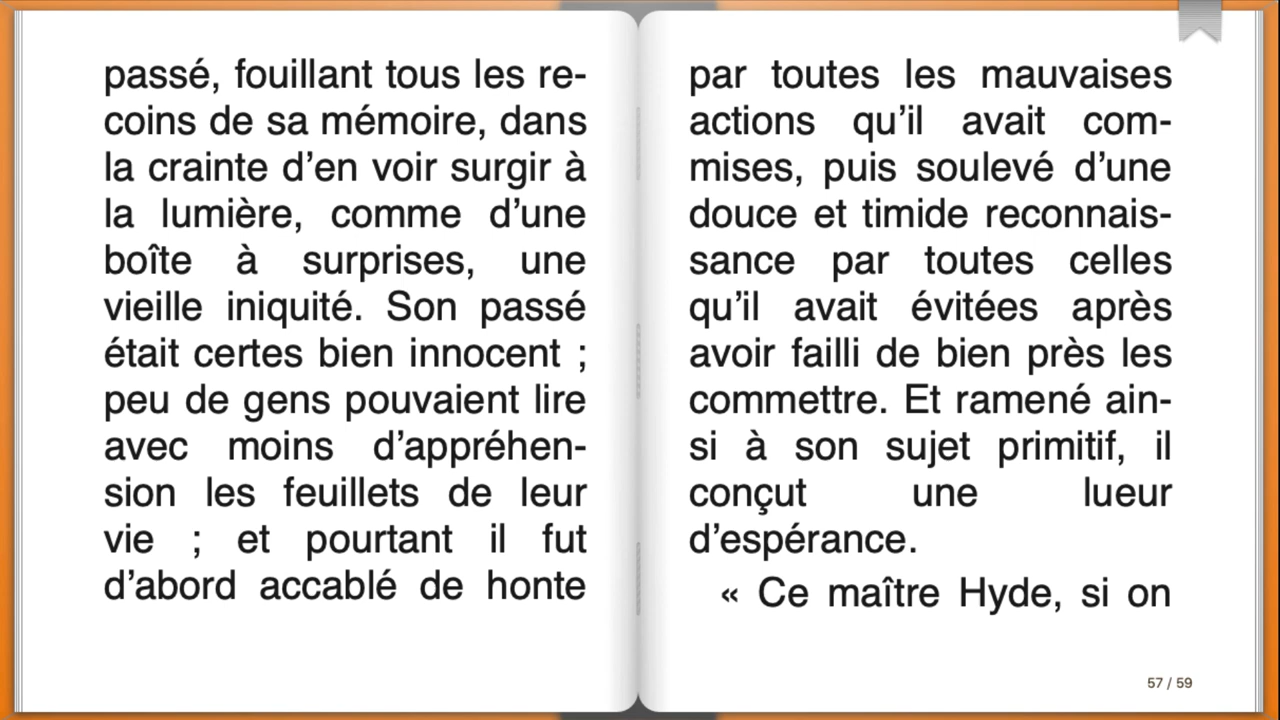 passé, fouillant tous les re-
coins de sa mémoire, dans
la crainte d’en voir surgir à
la lumière, comme d’une
boîte à surprises, une
vieille iniquité. Son passé
était certes bien innocent ;
peu de gens pouvaient lire
avec moins d’appréhen-
sion les feuillets de leur
vie ; et pourtant il fut
d’abord accablé de honte
par toutes les mauvaises
actions qu’il avait com-
mises, puis soulevé d’une
douce et timide reconnais-
sance par toutes celles
qu’il avait évitées après
avoir failli de bien près les
commettre. Et ramené ain-
si à son sujet primitif, il
conçut une lueur
d’espérance.
« Ce maître Hyde, si on
57 / 59